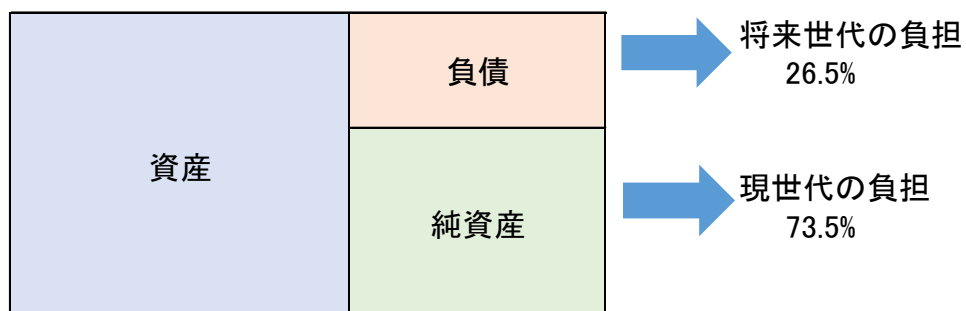 資産
負債
純資産
将来世代の負担
26.5%
現世代の負担
73.5%